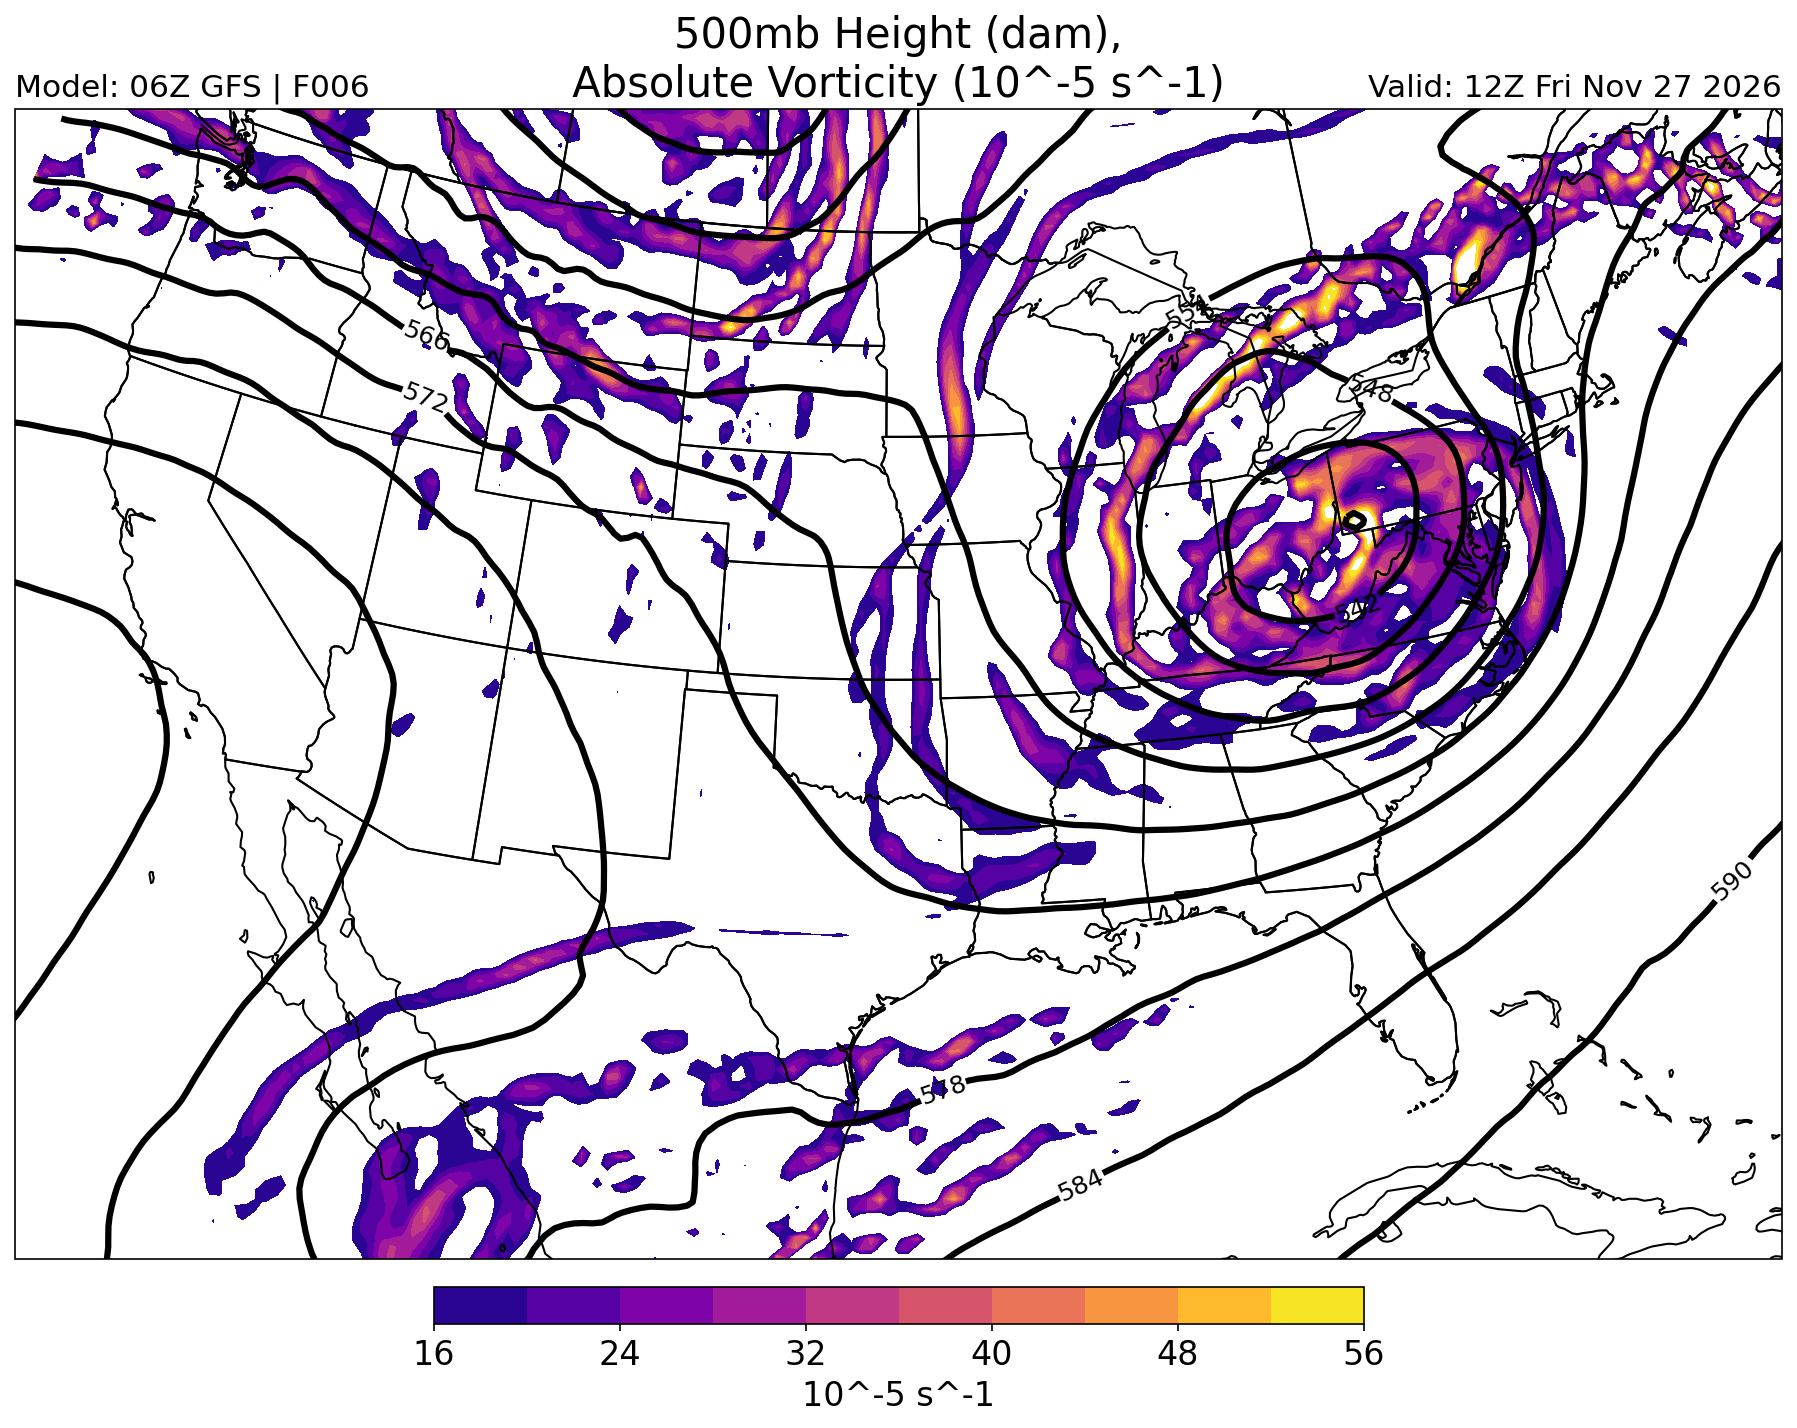 500mb Height (dam),
Model: 06Z GFS | F006
Absolute Vorticity (10^-5 s^-1)
Valid: 12Z Fri Nov 27 2026
566
572
548
542
590
578
584
16 24 32 40 48 56
10^-5 s^-1